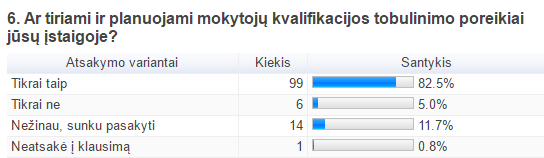 6. Ar tiriami ir planuojami mokytojų kvalifikacijos tobulinimo poreikiai
jūsų įstaigoje?
Atsakymo variantai Kiekis Santykis
Tikrai taip 99 82.5%
Tikrai ne 6 5.0%
Nežinau, sunku pasakyti 14 11.7%
Neatsakė į klausimą 1 0.8%